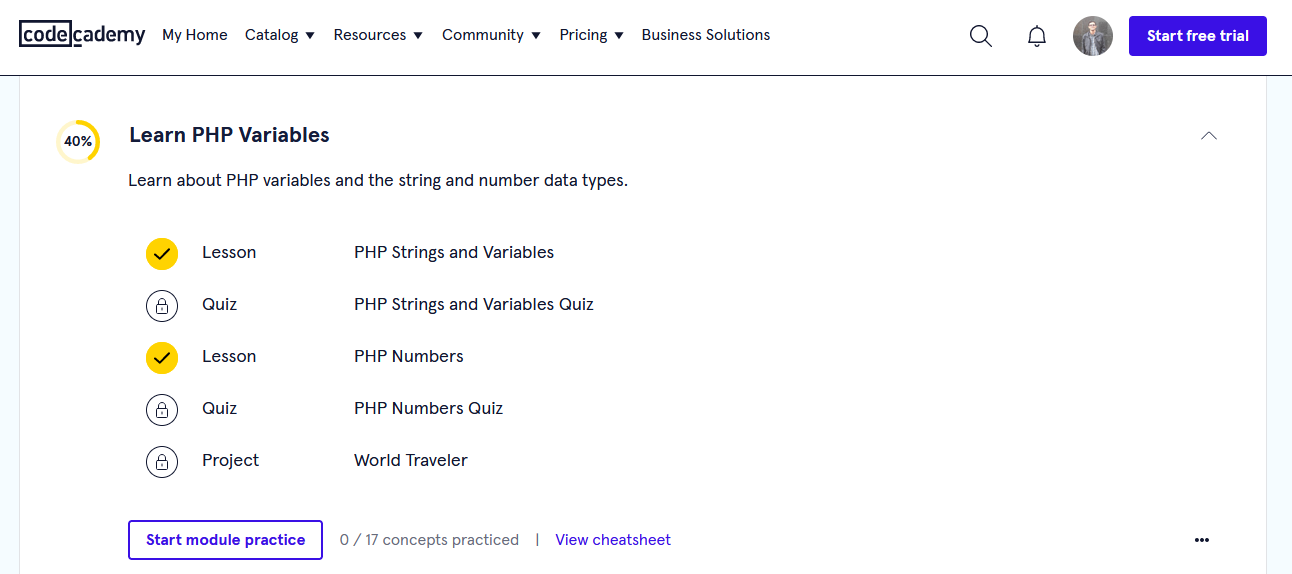 codecademy My Home Catalog Resources Community Pricing Business Solutions Start free trial
40% Learn PHP Variables
Learn about PHP variables and the string and number data types.
Lesson PHP Strings and Variables
Quiz PHP Strings and Variables Quiz
Lesson PHP Numbers
Quiz PHP Numbers Quiz
Project World Traveler
Start module practice 0 / 17 concepts practiced | View cheatsheet